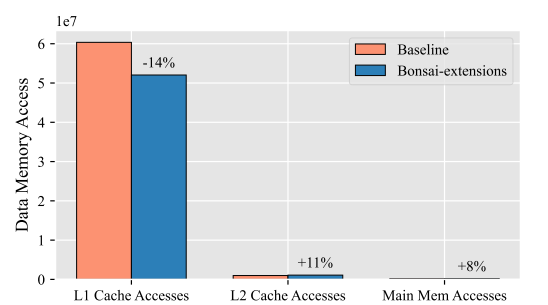 1e7
Data Memory Access
6
5
4
3
2
1
0
Baseline
Bonsai-extensions
-14%
+11%
+8%
L1 Cache Accesses
L2 Cache Accesses
Main Mem Accesses